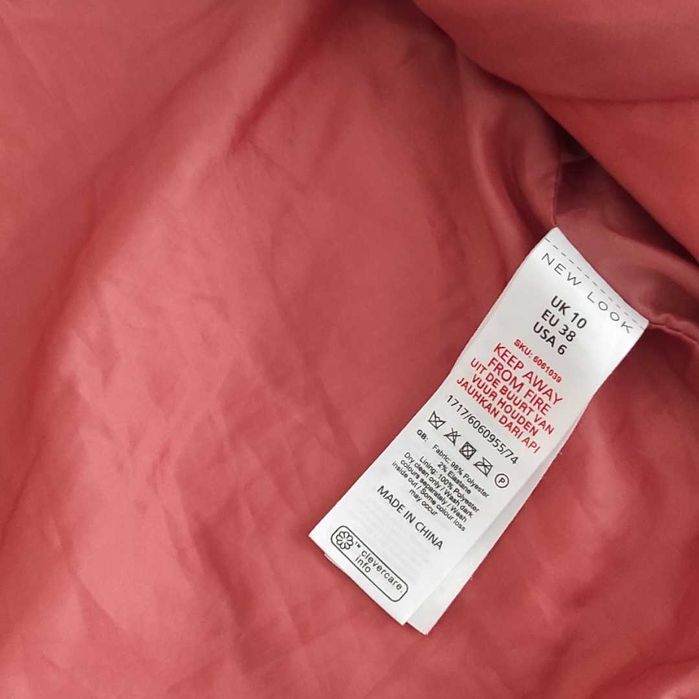 NEW LOOK
UK 10
EU 38
USA 6
SKU: 6061039
KEEP AWAY
FROM FIRE
UIT DE BUURT VAN
VUUR HOUDEN
JAUHKAN DARI API
1717/6060955/74
P
GB: Fabric: 98% Polyester
2% Elastane
Lining: 100% Polyester
Dry clean only / Wash dark
colours separately / Wash
inside out / Some colour loss
may occur
MADE IN CHINA
™ clevercare.
info